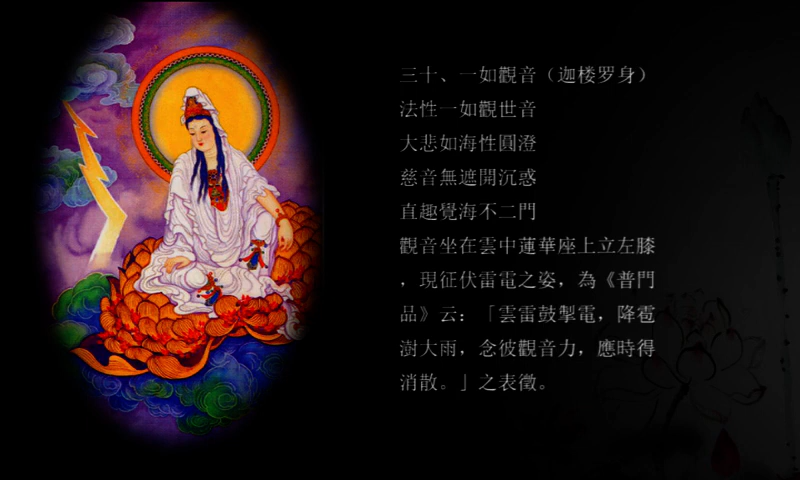 三十、一如觀音（迦楼罗身）
法性一如觀世音
大悲如海性圓澄
慈音無遮開沉惑
直趣覺海不二門
觀音坐在雲中蓮華座上立左膝
，現征伏雷電之姿，為《普門
品》云：「雲雷鼓掣電，降雹
澍大雨，念彼觀音力，應時得
消散。」之表徵。